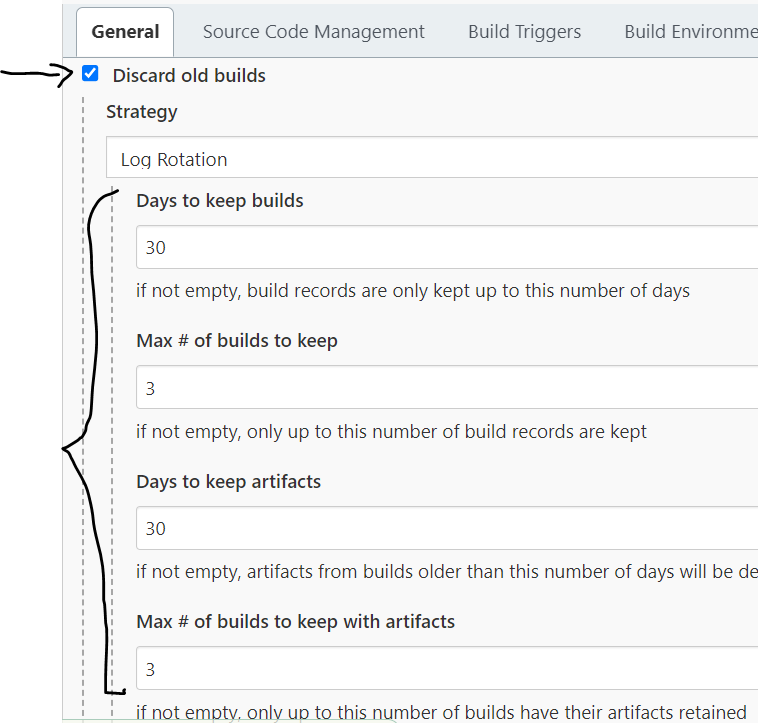 General Source Code Management Build Triggers Build Environme
Discard old builds
Strategy
Log Rotation
Days to keep builds
30
if not empty, build records are only kept up to this number of days
Max # of builds to keep
3
if not empty, only up to this number of build records are kept
Days to keep artifacts
30
if not empty, artifacts from builds older than this number of days will be de
Max # of builds to keep with artifacts
3
if not empty, only up to this number of builds have their artifacts retained